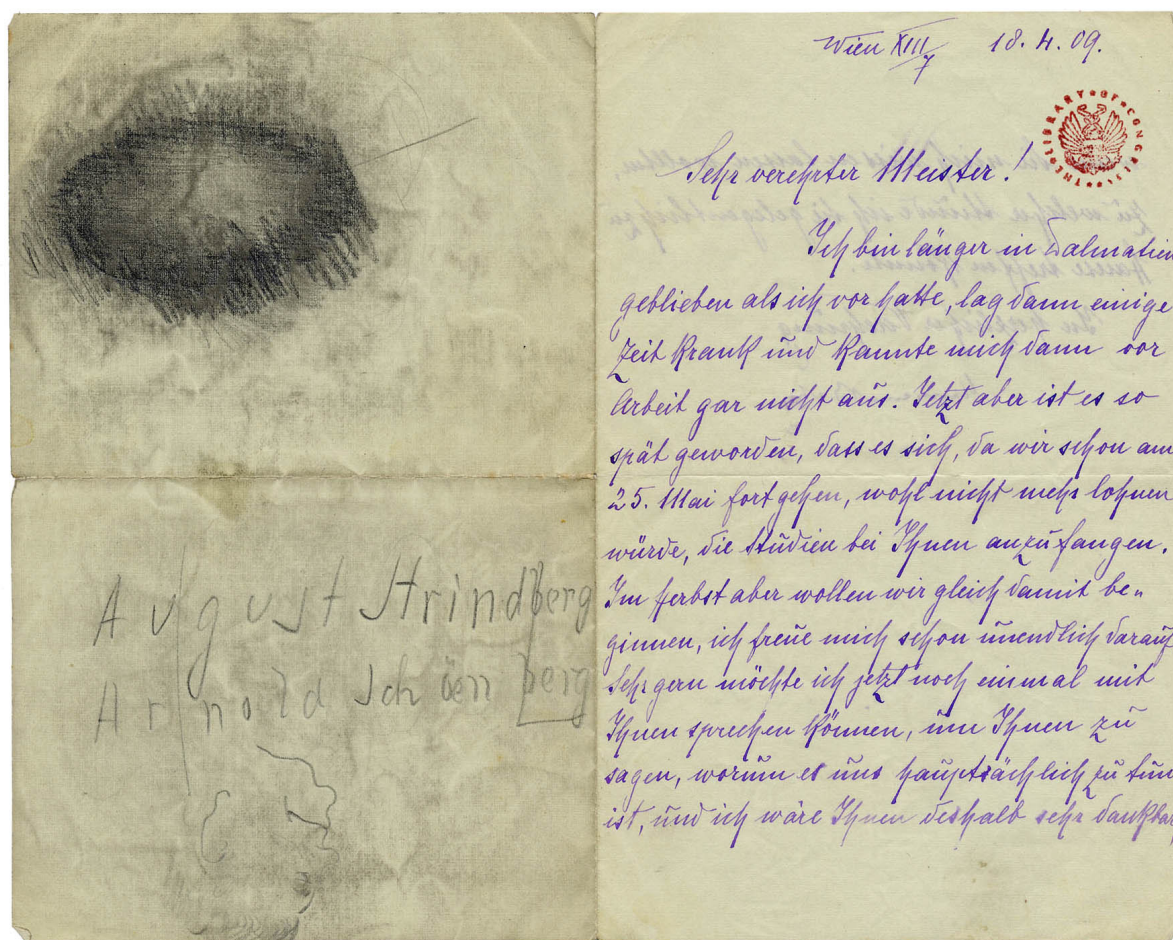 August Strindberg
Arnold Schönberg
Wien XIII/7 18.4.09.
THE LIBRARY OF CONGRESS
Sehr verehrter Meister!
Ich bin länger in Dalmatien
geblieben als ich vor hatte, lag dann einige
Zeit krank und kannte mich dann vor
Arbeit gar nicht aus. Jetzt aber ist es so
spät geworden, dass es sich, da wir schon am
25. Mai fortgehen, wohl nicht mehr lohnen
würde, die Studien bei Ihnen anzufangen.
Im Herbst aber wollen wir gleich damit be„
ginnen, ich freue mich schon unendlich darauf.
Sehr gern möchte ich jetzt noch einmal mit
Ihnen sprechen können, um Ihnen zu
sagen, worum es uns hauptsächlich zu tun
ist, und ich wäre Ihnen deshalb sehr dankbar,